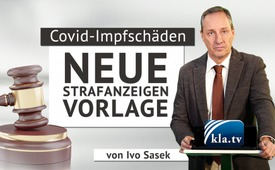 Covid-Impfschäden
NEUE
STRAFANZEIGEN
VORLAGE
von Ivo Sasek
kla.tv